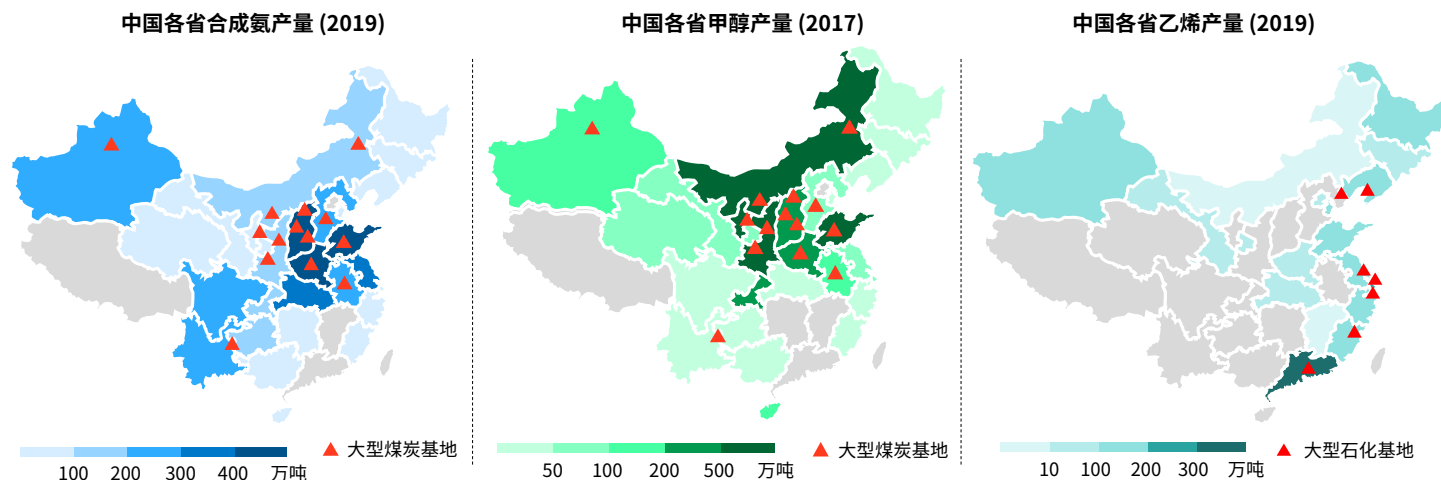 中国各省合成氨产量 (2019)
100 200 300 400 万吨
大型煤炭基地
中国各省甲醇产量 (2017)
50 100 200 500 万吨
大型煤炭基地
中国各省乙烯产量 (2019)
10 100 200 300 万吨
大型石化基地